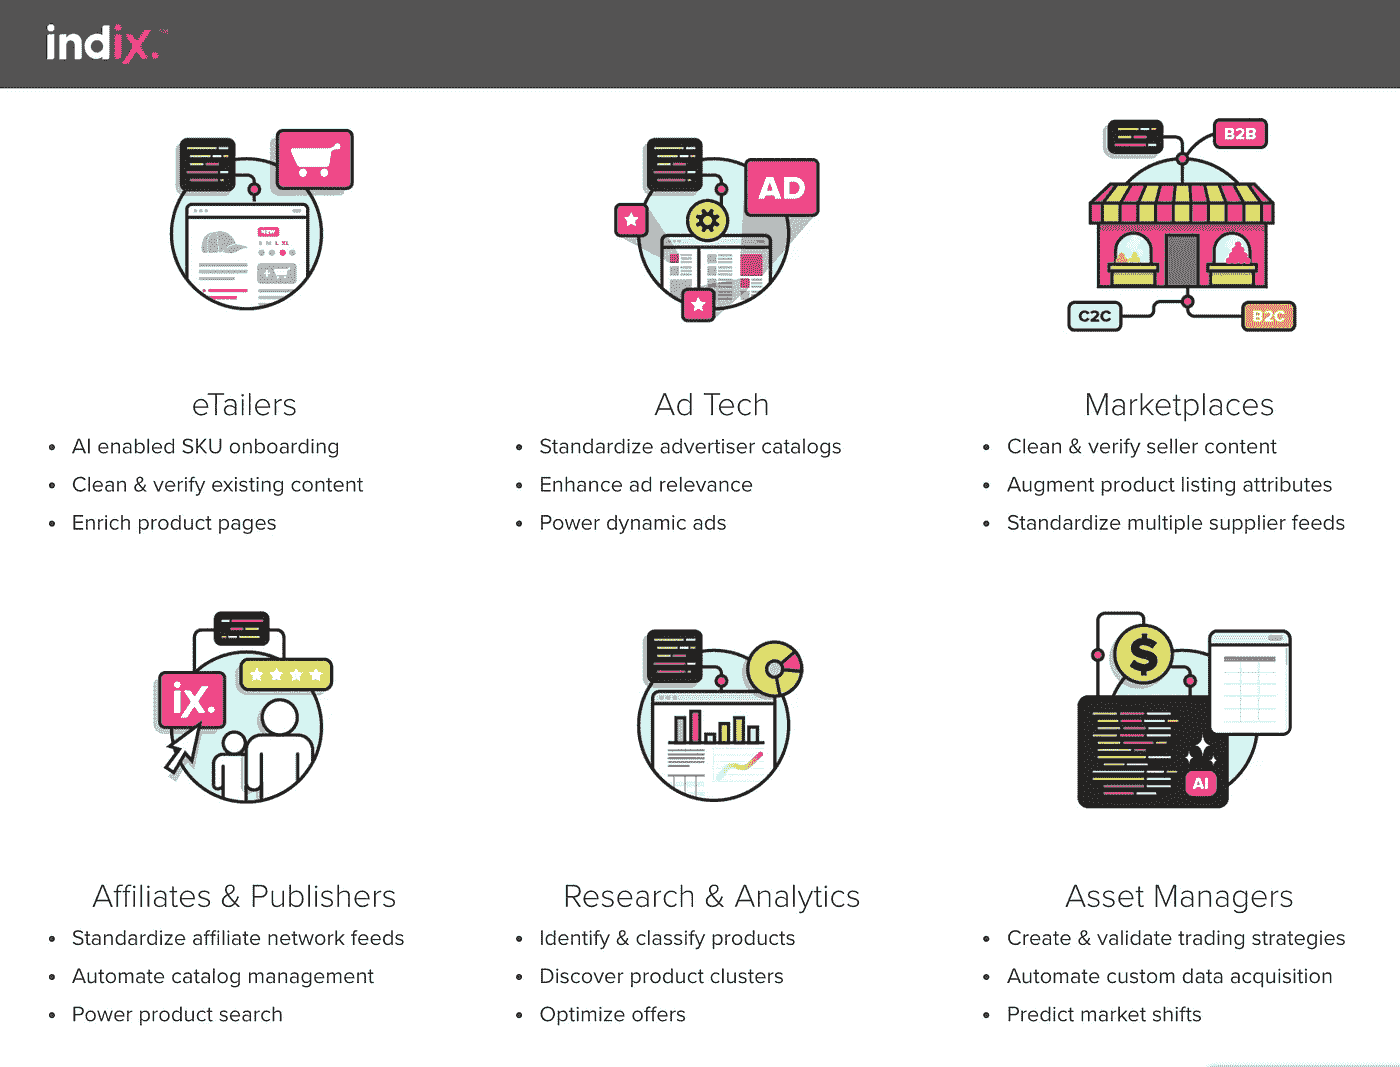 indix.™
NEW
S M L XL
AD
B2B
C2C
B2C
eTailers
• AI enabled SKU onboarding
• Clean & verify existing content
• Enrich product pages
Ad Tech
• Standardize advertiser catalogs
• Enhance ad relevance
• Power dynamic ads
Marketplaces
• Clean & verify seller content
• Augment product listing attributes
• Standardize multiple supplier feeds
ix.
$
AI
Affiliates & Publishers
• Standardize affiliate network feeds
• Automate catalog management
• Power product search
Research & Analytics
• Identify & classify products
• Discover product clusters
• Optimize offers
Asset Managers
• Create & validate trading strategies
• Automate custom data acquisition
• Predict market shifts